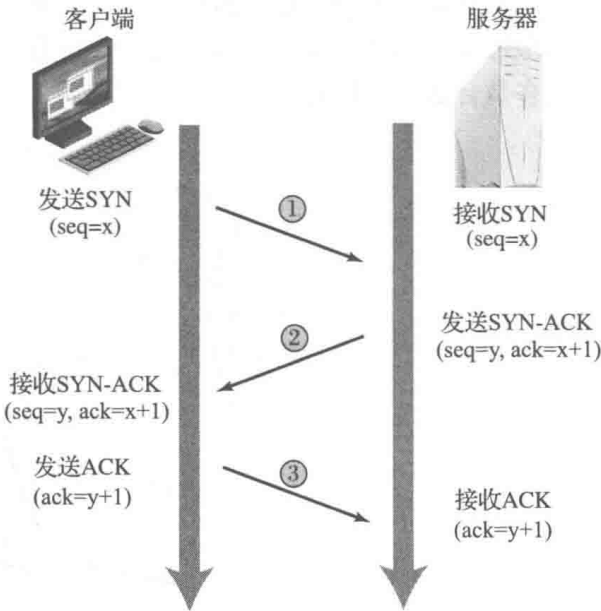 客户端
服务器
发送SYN
(seq=x)
①
接收SYN
(seq=x)
发送SYN-ACK
(seq=y, ack=x+1)
②
接收SYN-ACK
(seq=y, ack=x+1)
发送ACK
(ack=y+1)
③
接收ACK
(ack=y+1)